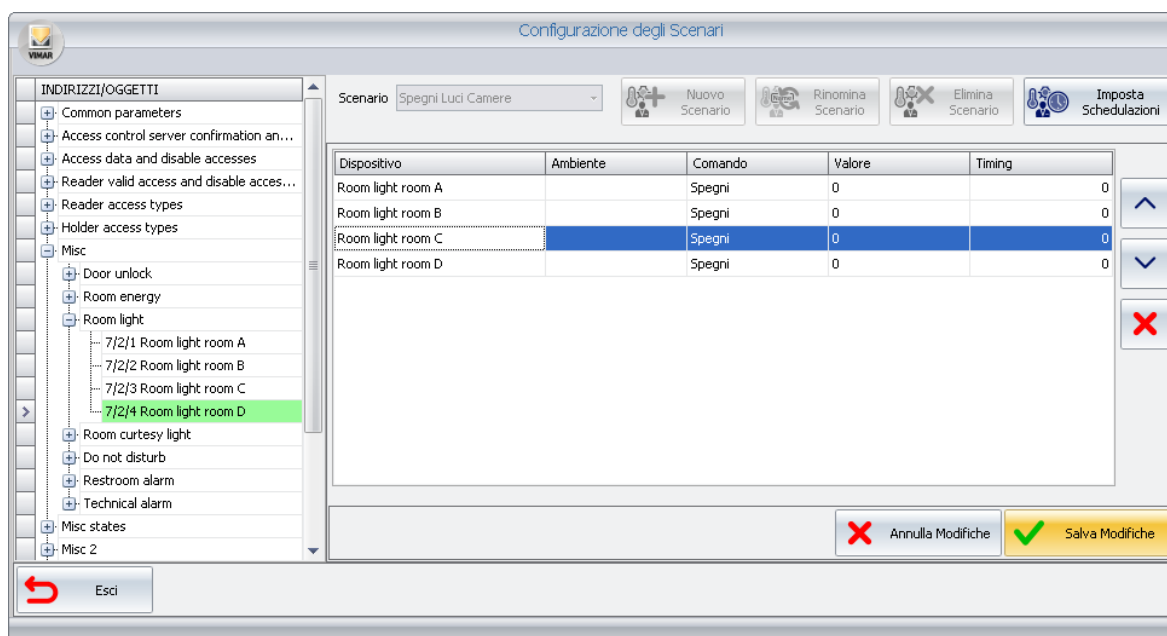 Configurazione degli Scenari
VIMAR
INDIRIZZI/OGGETTI
Common parameters
Access control server confirmation an...
Access data and disable accesses
Reader valid access and disable acces...
Reader access types
Holder access types
Misc
Door unlock
Room energy
Room light
7/2/1 Room light room A
7/2/2 Room light room B
7/2/3 Room light room C
7/2/4 Room light room D
Room curtesy light
Do not disturb
Restroom alarm
Technical alarm
Misc states
Misc 2
Scenario Spegni Luci Camere
Nuovo
Scenario
Rinomina
Scenario
Elimina
Scenario
Imposta
Schedulazioni
Dispositivo Ambiente Comando Valore Timing
Room light room A Spegni 0 0
Room light room B Spegni 0 0
Room light room C Spegni 0 0
Room light room D Spegni 0 0
Annulla Modifiche Salva Modifiche
Esci